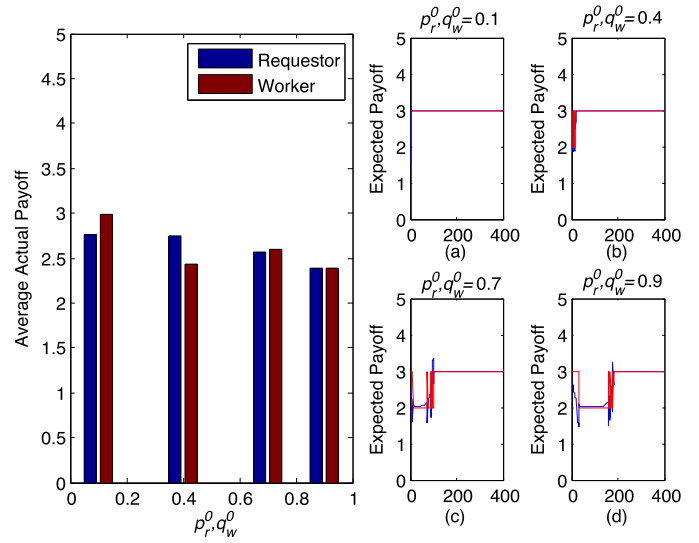 5
4.5
4
3.5
3
2.5
2
1.5
1
0.5
0
Average Actual Payoff
Requestor
Worker
0 0.2 0.4 0.6 0.8 1
p_r^0,q_w^0
p_r^0,q_w^0=0.1
5
4
3
2
1
0
Expected Payoff
0 200 400
(a)
p_r^0,q_w^0=0.4
5
4
3
2
1
0
Expected Payoff
0 200 400
(b)
p_r^0,q_w^0=0.7
5
4
3
2
1
0
Expected Payoff
0 200 400
(c)
p_r^0,q_w^0=0.9
5
4
3
2
1
0
Expected Payoff
0 200 400
(d)